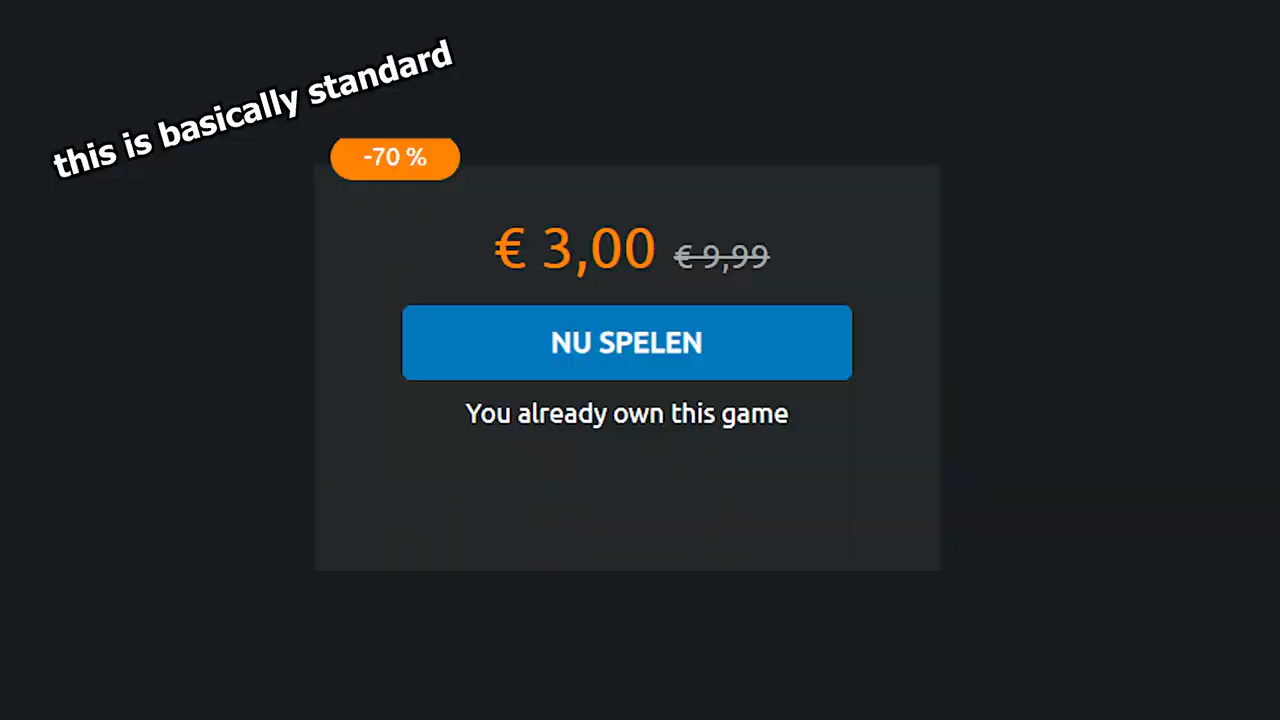 this is basically standard
-70 %
€ 3,00 € 9,99
NU SPELEN
You already own this game